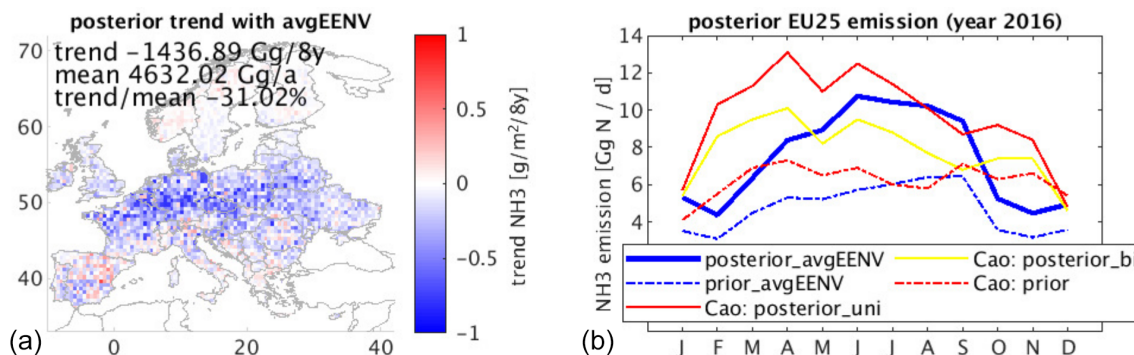 posterior trend with avgEENV
trend -1436.89 Gg/8y
mean 4632.02 Gg/a
trend/mean -31.02%
70
60
50
40
0
20
40
1
0.5
0
-0.5
-1
trend NH3 [g/m²/8y]
(a)
posterior EU25 emission (year 2016)
14
12
10
8
6
4
NH3 emission [Gg N / d]
posterior_avgEENV
Cao: posterior_b
prior_avgEENV
Cao: prior
Cao: posterior_uni
J F M A M J J A S O N D
(b)